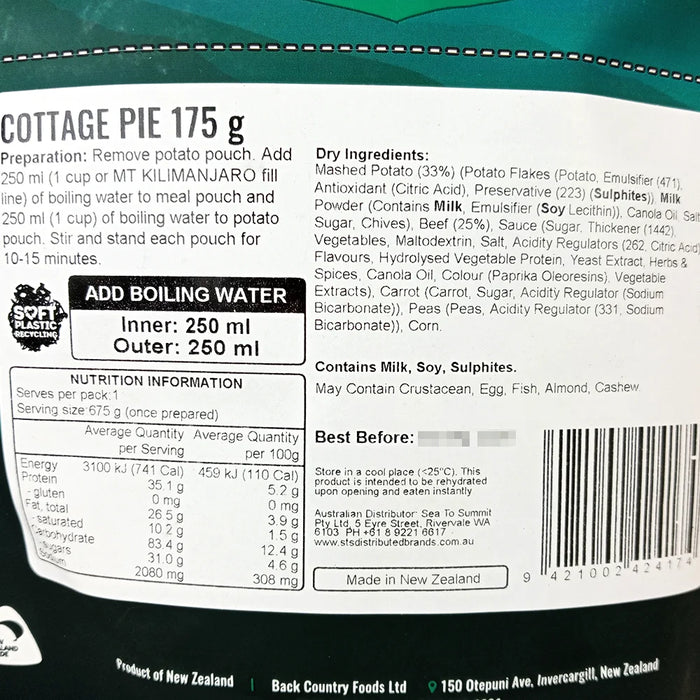 COTTAGE PIE 175 g
Preparation: Remove potato pouch. Add
250 ml (1 cup or MT KILIMANJARO fill
line) of boiling water to meal pouch and
250 ml (1 cup) of boiling water to potato
pouch. Stir and stand each pouch for
10-15 minutes.
SOFT
PLASTIC
RECYCLING
ADD BOILING WATER
Inner: 250 ml
Outer: 250 ml
NUTRITION INFORMATION
Serves per pack:1
Serving size:675 g (once prepared)
Average Quantity Average Quantity
per Serving per 100g
Energy 3100 kJ (741 Cal) 459 kJ (110 Cal)
Protein 35.1 g 5.2 g
- gluten 0 mg 0 mg
Fat, total 26.5 g 3.9 g
- saturated 10.2 g 1.5 g
Carbohydrate 83.4 g 12.4 g
- sugars 31.0 g 4.6 g
Sodium 2080 mg 308 mg
Dry Ingredients:
Mashed Potato (33%) (Potato Flakes (Potato, Emulsifier (471),
Antioxidant (Citric Acid), Preservative (223) (Sulphites)), Milk
Powder (Contains Milk, Emulsifier (Soy Lecithin)), Canola Oil, Salt
Sugar, Chives), Beef (25%), Sauce (Sugar, Thickener (1442),
Vegetables, Maltodextrin, Salt, Acidity Regulators (262, Citric Acid)
Flavours, Hydrolysed Vegetable Protein, Yeast Extract, Herbs &
Spices, Canola Oil, Colour (Paprika Oleoresins), Vegetable
Extracts), Carrot (Carrot, Sugar, Acidity Regulator (Sodium
Bicarbonate)), Peas (Peas, Acidity Regulator (331, Sodium
Bicarbonate)), Corn.
Contains Milk, Soy, Sulphites.
May Contain Crustacean, Egg, Fish, Almond, Cashew.
Best Before:
Store in a cool place (<25°C). This
product is intended to be rehydrated
upon opening and eaten instantly
Australian Distributor: Sea To Summit
Pty Ltd, 5 Eyre Street, Rivervale WA
6103 PH +61 8 9221 6617
www.stsdistributedbrands.com.au
Made in New Zealand
9 421002 424174
Product of New Zealand | Back Country Foods Ltd 150 Otepuni Ave, Invercargill, New Zealand